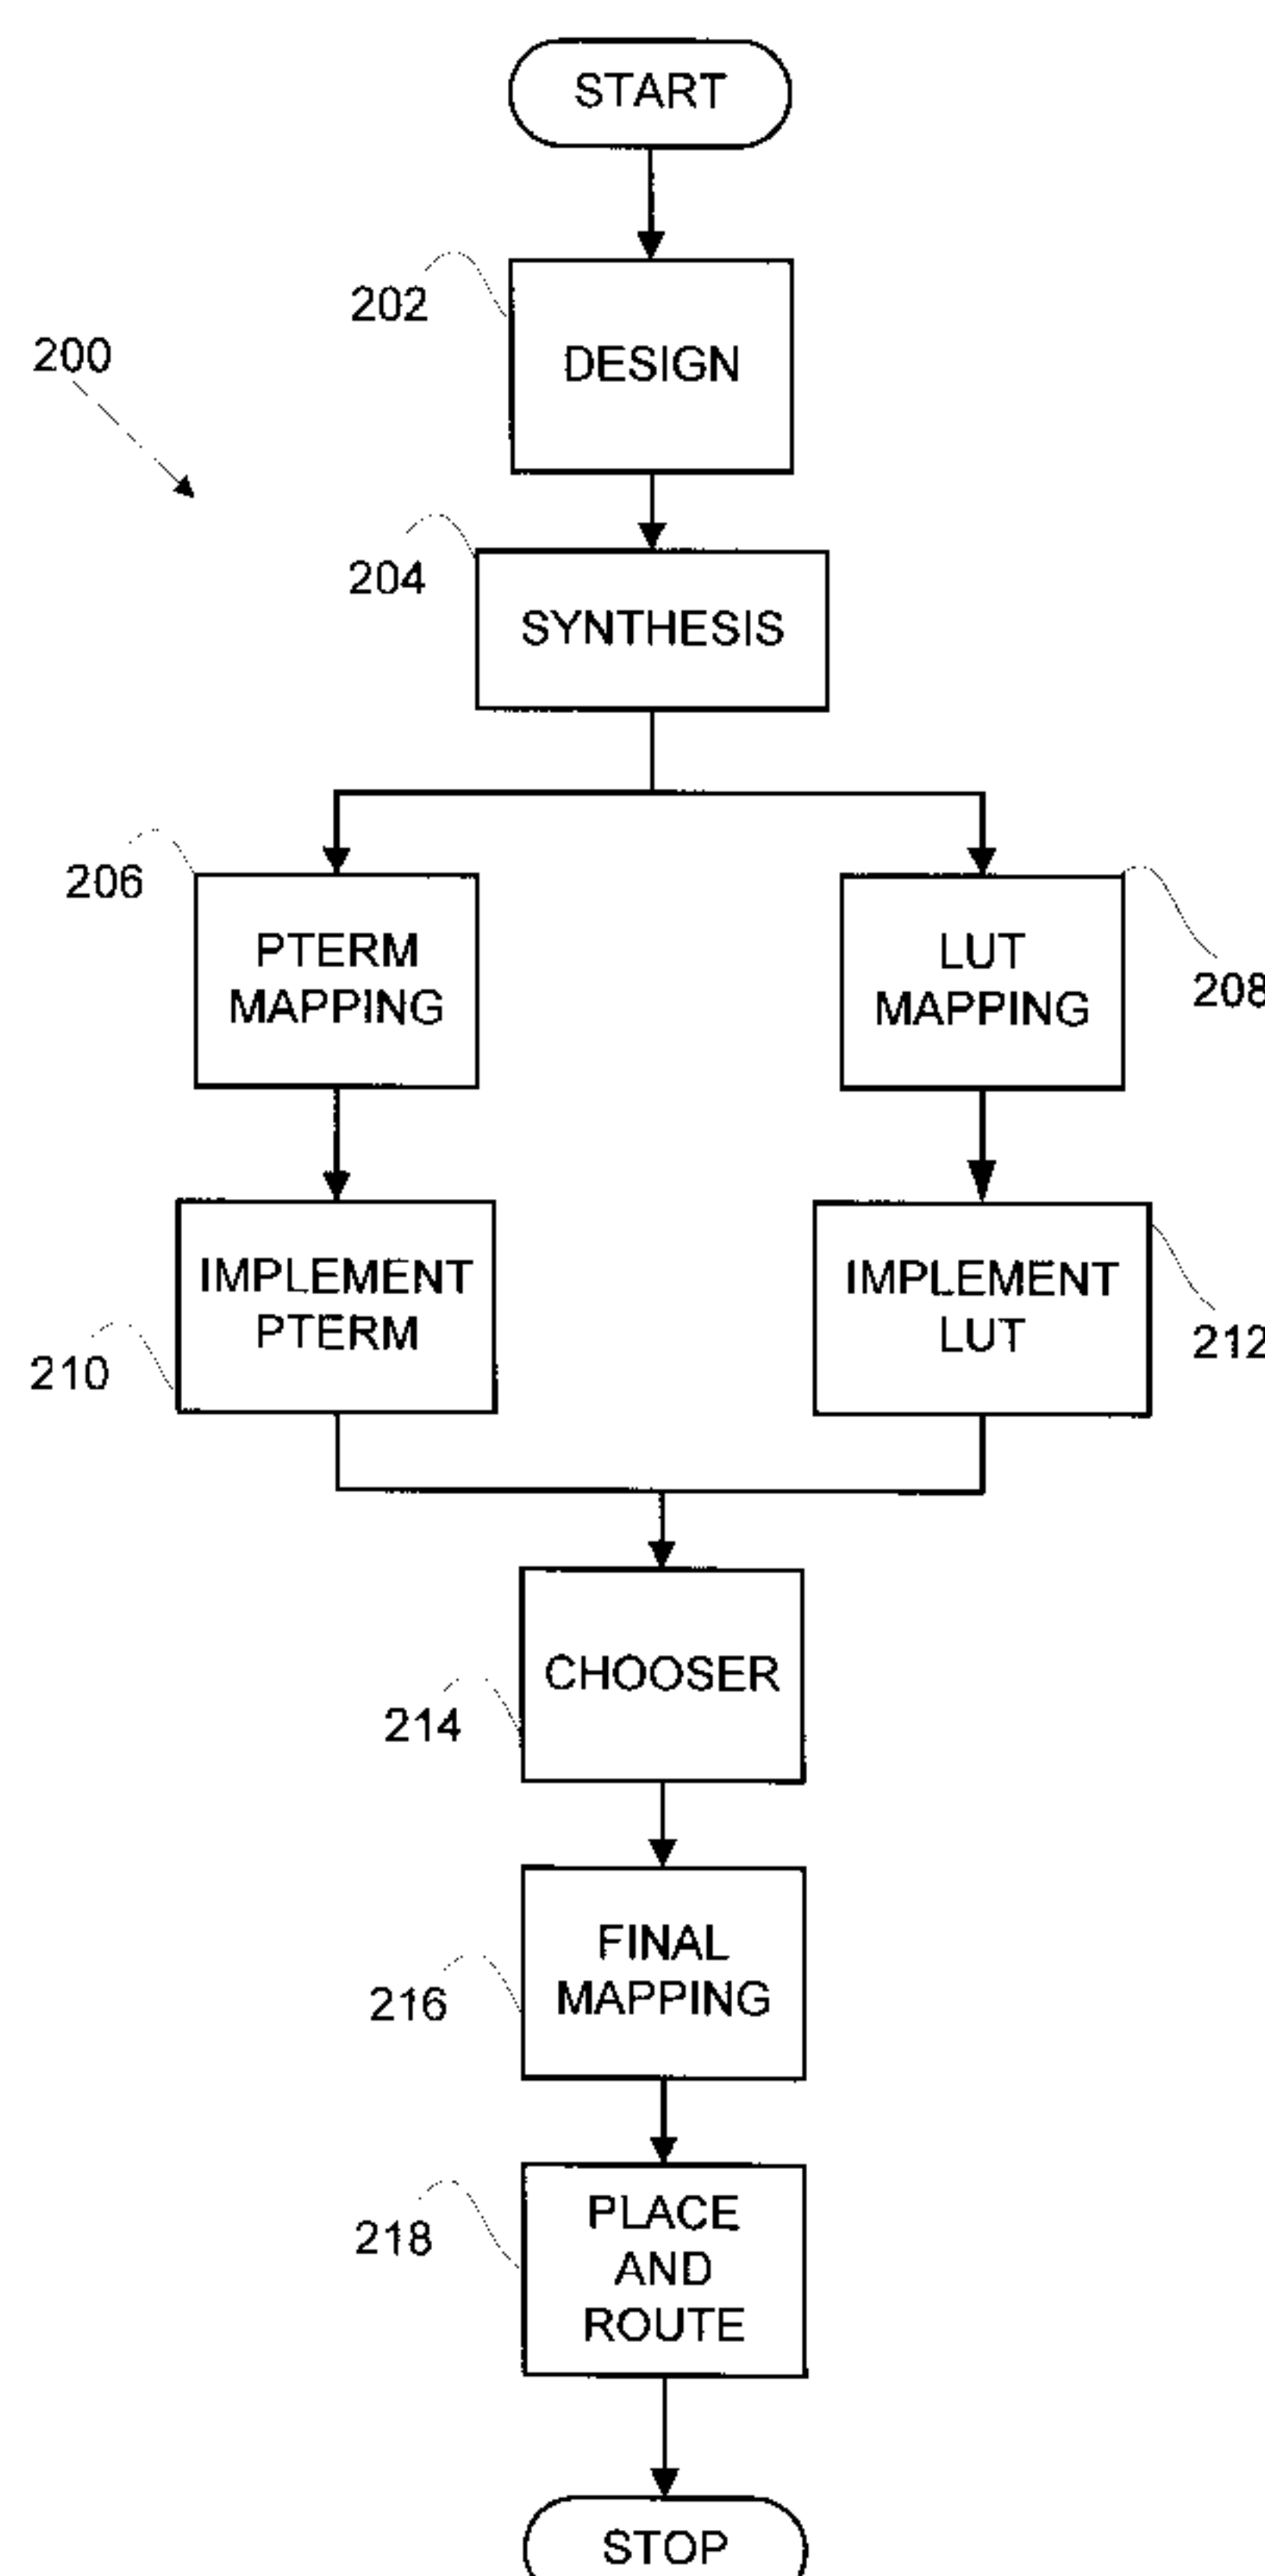 START
202
DESIGN
200
204
SYNTHESIS
206
PTERM
MAPPING
LUT
MAPPING
208
IMPLEMENT
PTERM
210
IMPLEMENT
LUT
212
CHOOSER
214
FINAL
MAPPING
216
PLACE
AND
ROUTE
218
STOP